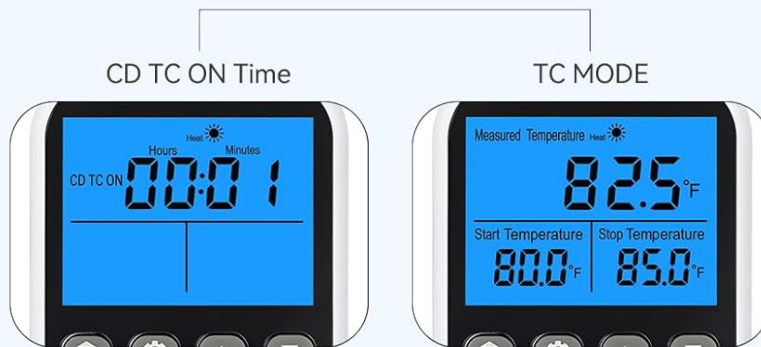 CD TC ON Time
TC MODE
Heat
Hours Minutes
CD TC ON 00:01
Measured Temperature Heat
82.5°F
Start Temperature Stop Temperature
80.0°F 85.0°F